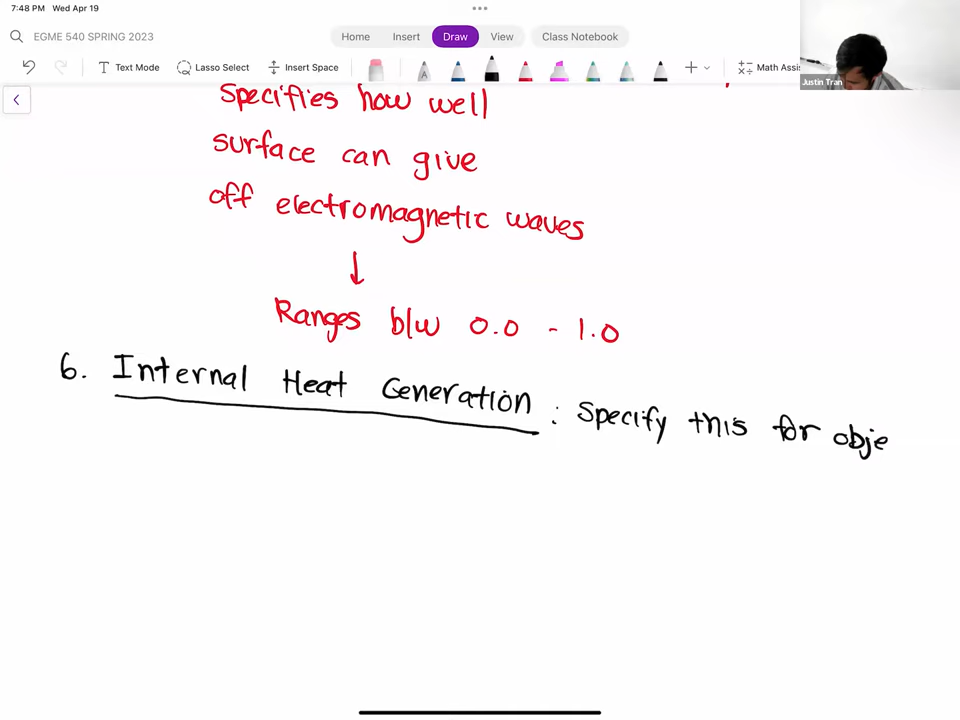 7:48 PM Wed Apr 19
EGME 540 SPRING 2023
Home Insert Draw View Class Notebook
Text Mode Lasso Select Insert Space Math Assis
Justin Tran
specifies how well
surface can give
off electromagnetic waves
Ranges b/w 0.0 - 1.0
6. Internal Heat Generation : Specify this for obje